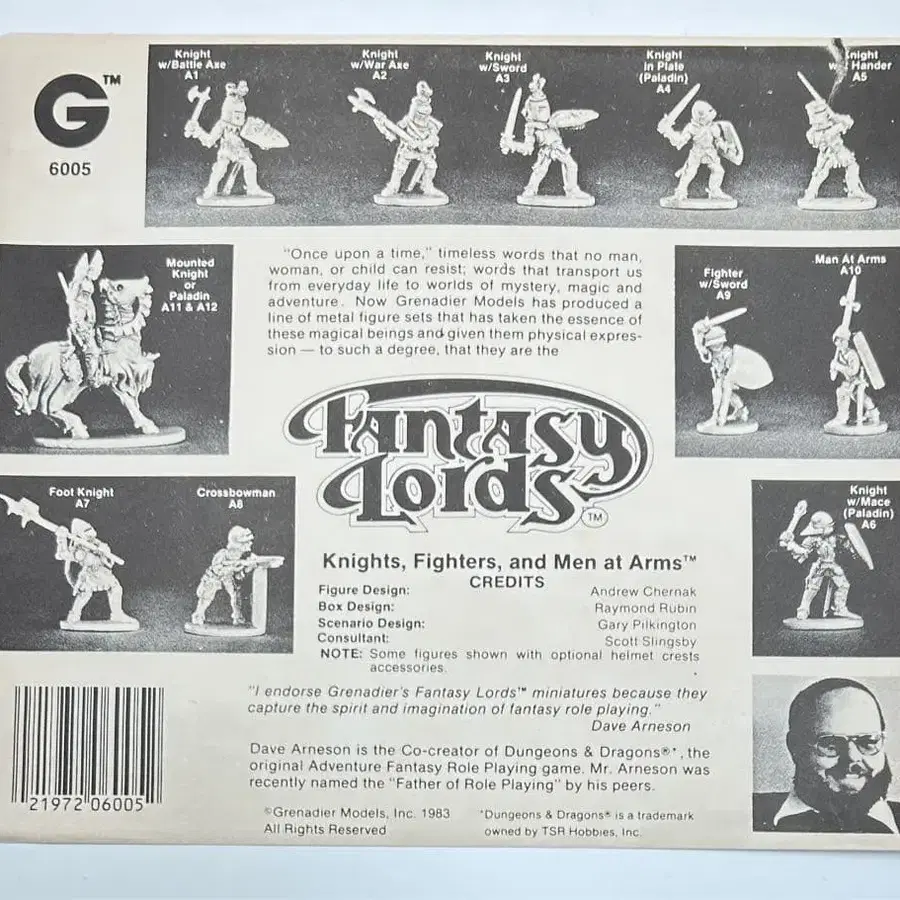 G™
6005
Knight
w/Battle Axe
A1
Knight
w/War Axe
A2
Knight
w/Sword
A3
Knight
in Plate
(Paladin)
A4
Knight
Hander
A5
Mounted
Knight
or
Paladin
A11 & A12
"Once upon a time," timeless words that no man,
woman, or child can resist; words that transport us
from everyday life to worlds of mystery, magic and
adventure. Now Grenadier Models has produced a
line of metal figure sets that has taken the essence of
these magical beings and given them physical expres-
sion — to such a degree, that they are the
Fighter
w/Sword
A9
Man At Arms
A10
Fantasy
Lords™
Foot Knight
A7
Crossbowman
A8
Knight
w/Mace
(Paladin)
A6
Knights, Fighters, and Men at Arms™
CREDITS
Figure Design: Andrew Chernak
Box Design: Raymond Rubin
Scenario Design: Gary Pilkington
Consultant: Scott Slingsby
NOTE: Some figures shown with optional helmet crests
accessories.
"I endorse Grenadier's Fantasy Lords™ miniatures because they
capture the spirit and imagination of fantasy role playing."
Dave Arneson
Dave Arneson is the Co-creator of Dungeons & Dragons®*, the
original Adventure Fantasy Role Playing game. Mr. Arneson was
recently named the "Father of Role Playing" by his peers.
21972 06005
©Grenadier Models, Inc. 1983
All Rights Reserved
*Dungeons & Dragons® is a trademark
owned by TSR Hobbies, Inc.